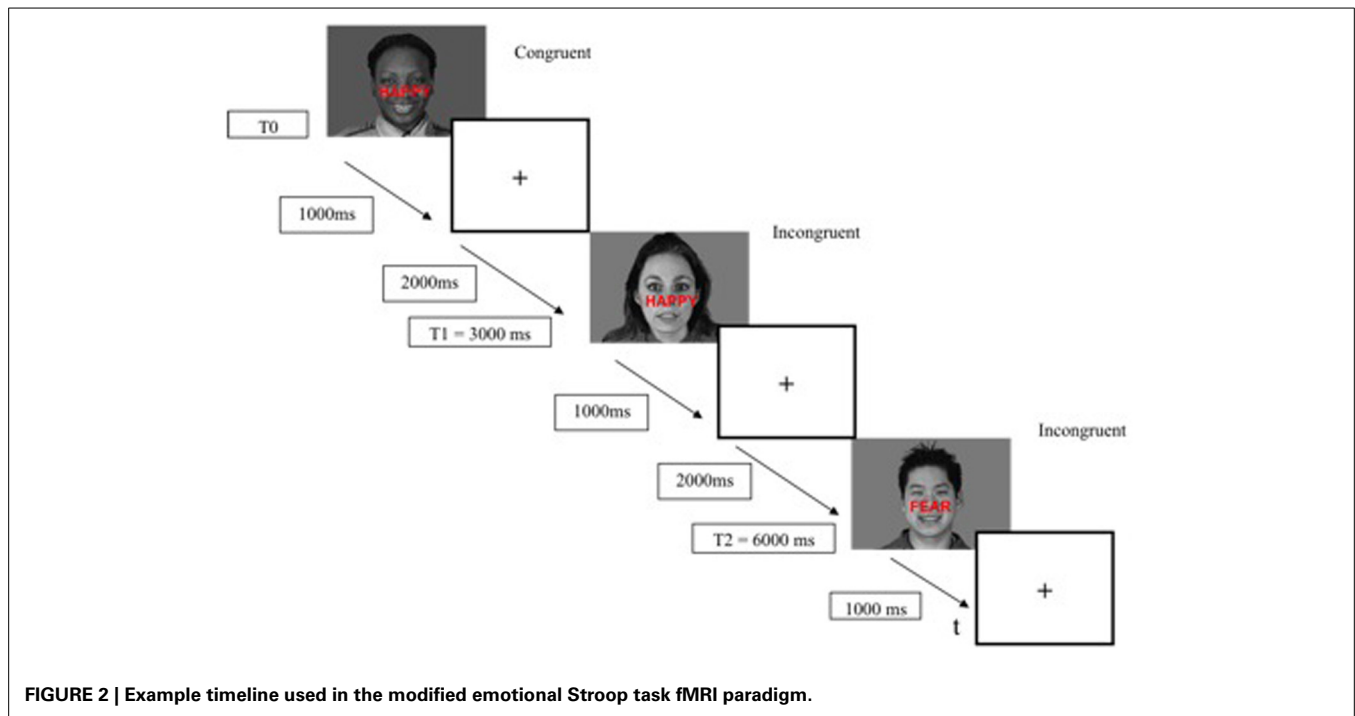 Congruent
HAPPY
T0
+
1000ms
Incongruent
2000ms
HAPPY
T1 = 3000 ms
+
1000ms
Incongruent
2000ms
FEAR
T2 = 6000 ms
+
1000 ms
t
FIGURE 2 | Example timeline used in the modified emotional Stroop task fMRI paradigm.